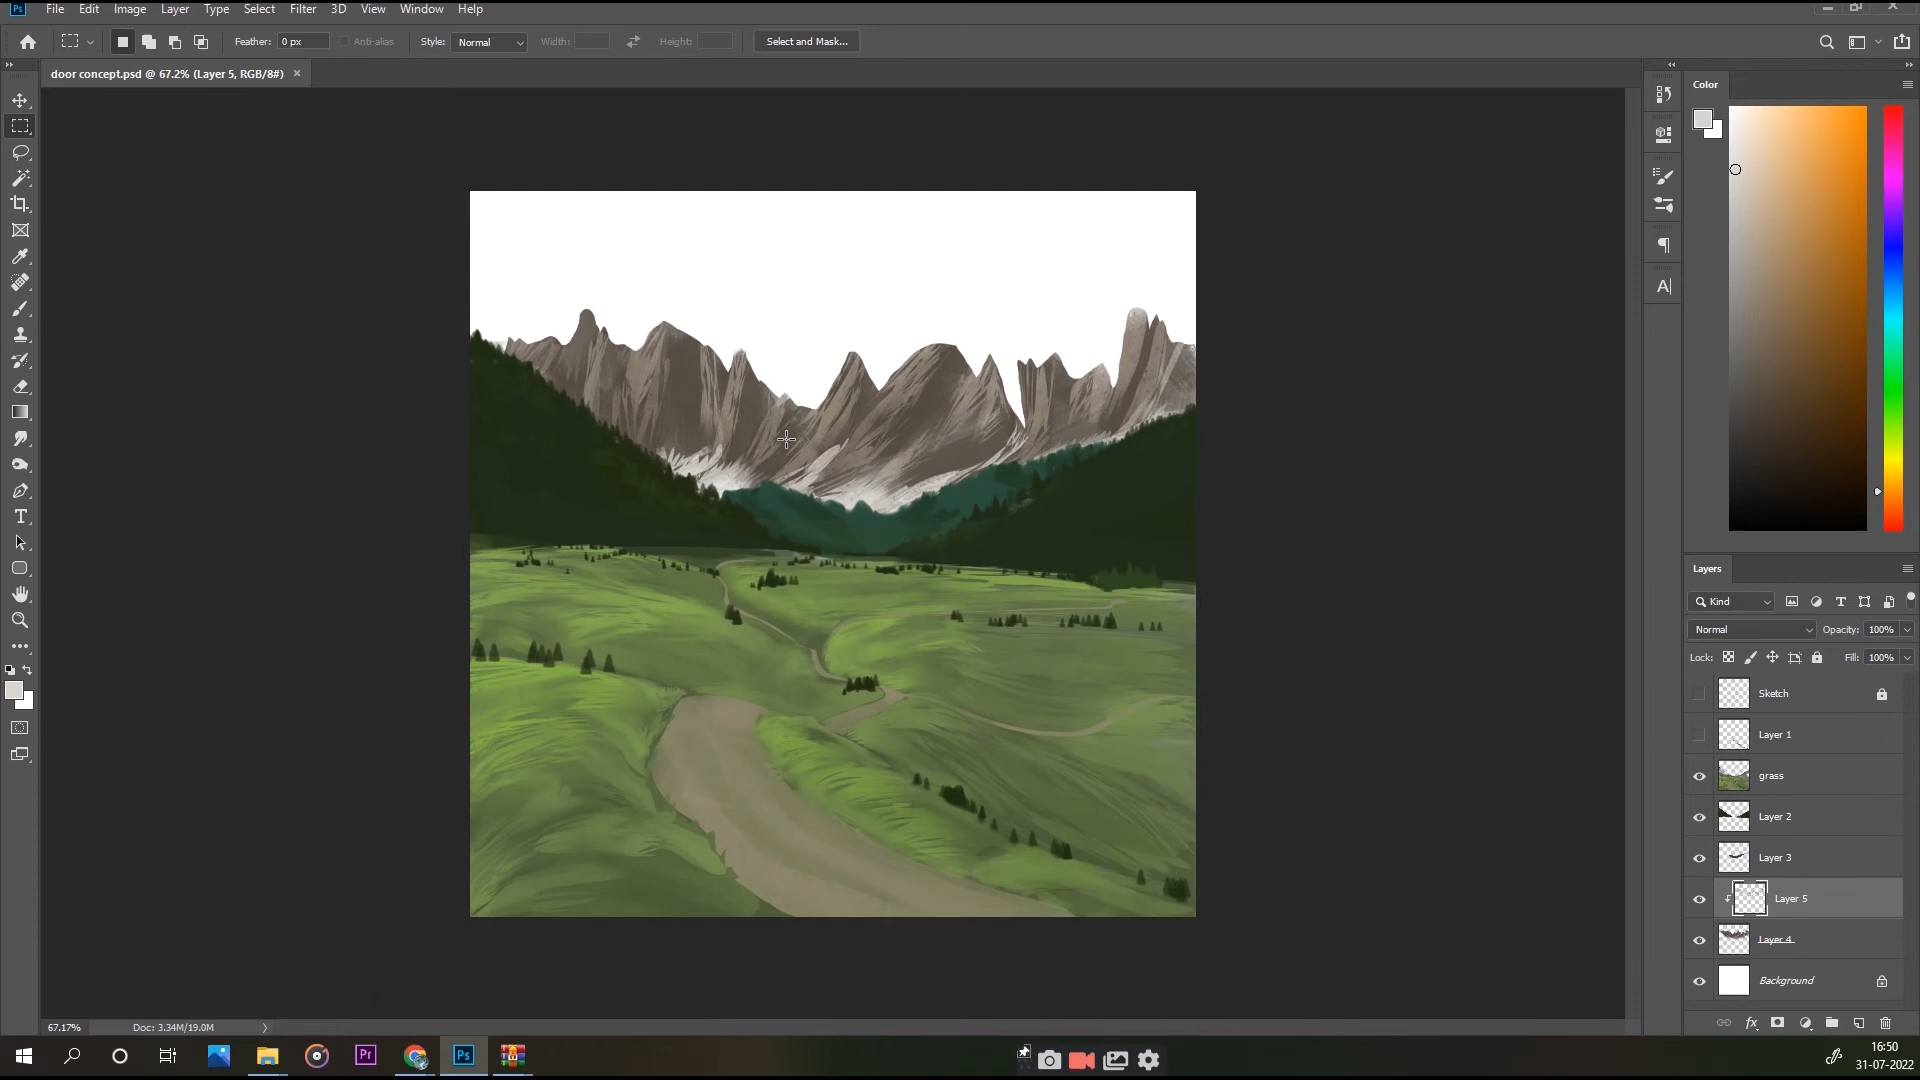 Ps File Edit Image Layer Type Select Filter 3D View Window Help
Feather: 0 px Anti-alias Style: Normal Width: Height: Select and Mask...
door concept.psd @ 67.2% (Layer 5, RGB/8#)
Color
Layers
Kind
Normal Opacity: 100%
Lock: Fill: 100%
Sketch
Layer 1
grass
Layer 2
Layer 3
Layer 5
Layer 4
Background
67.17% Doc: 3.34M/19.0M
Pr Ps
16:50
31-07-2022